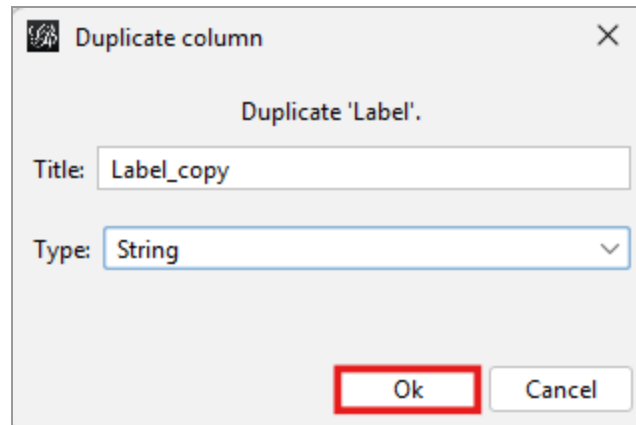 Duplicate column
Duplicate 'Label'.
Title: Label_copy
Type: String
Ok Cancel